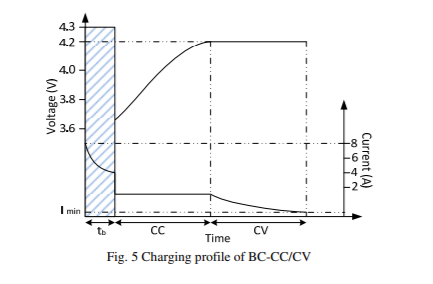 4.3
4.2
4.0
3.8
3.6
Voltage (V)
8
6
4
2
Current (A)
I min
tb CC CV
Time
Fig. 5 Charging profile of BC-CC/CV